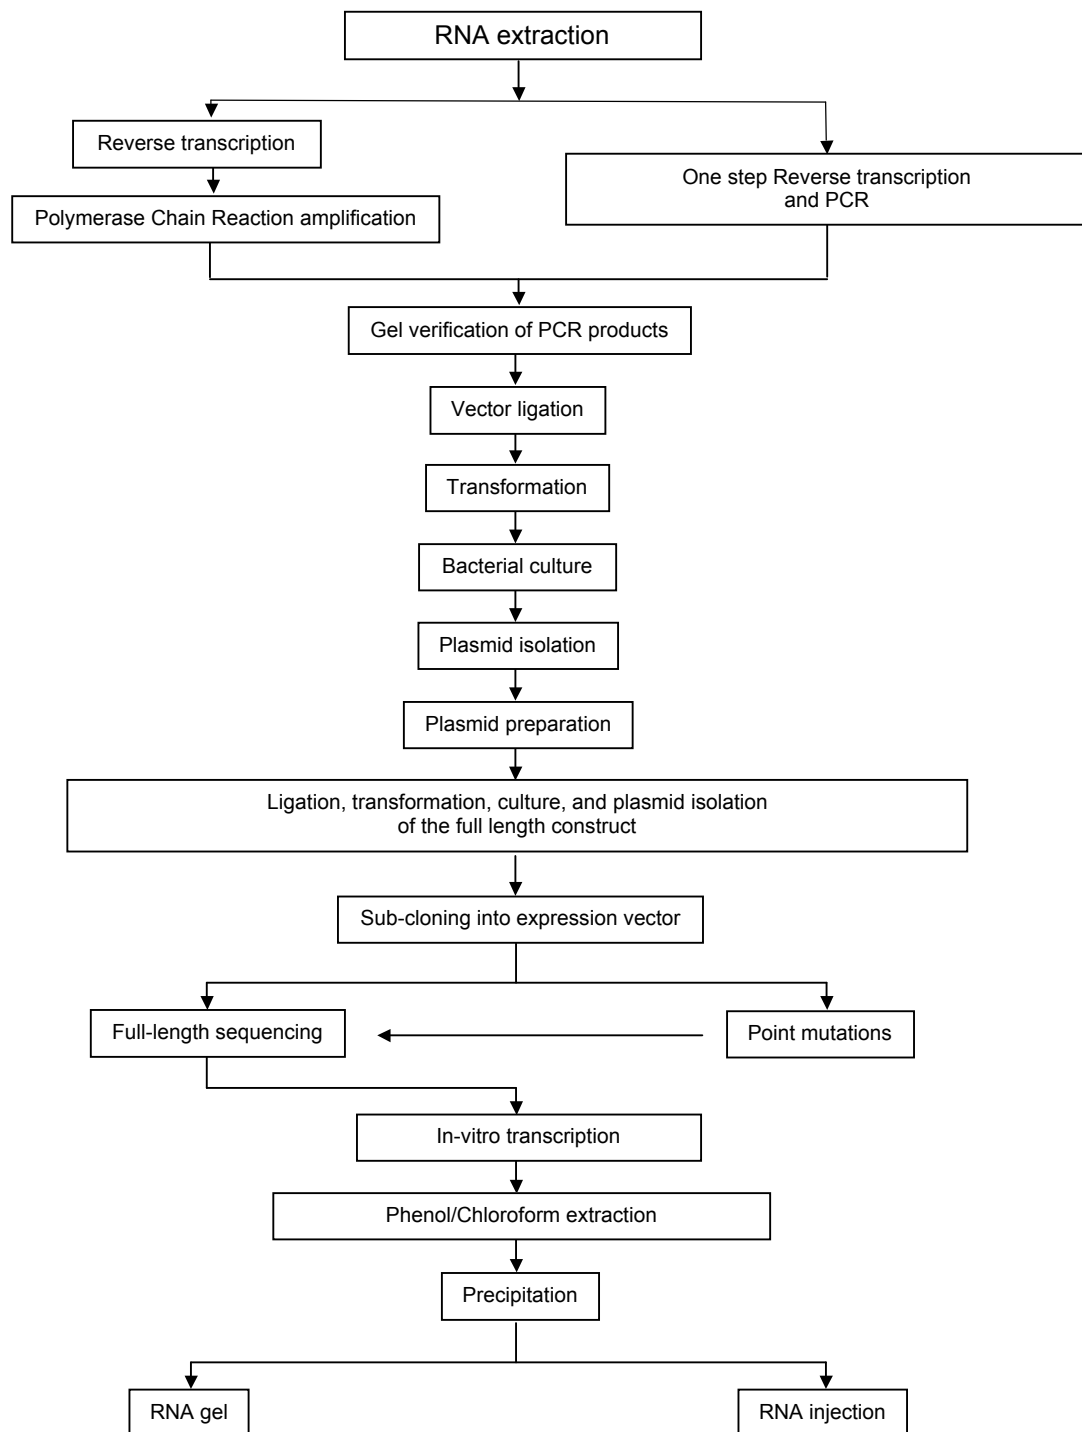 RNA extraction
Reverse transcription
One step Reverse transcription
and PCR
Polymerase Chain Reaction amplification
Gel verification of PCR products
Vector ligation
Transformation
Bacterial culture
Plasmid isolation
Plasmid preparation
Ligation, transformation, culture, and plasmid isolation
of the full length construct
Sub-cloning into expression vector
Full-length sequencing
Point mutations
In-vitro transcription
Phenol/Chloroform extraction
Precipitation
RNA gel
RNA injection